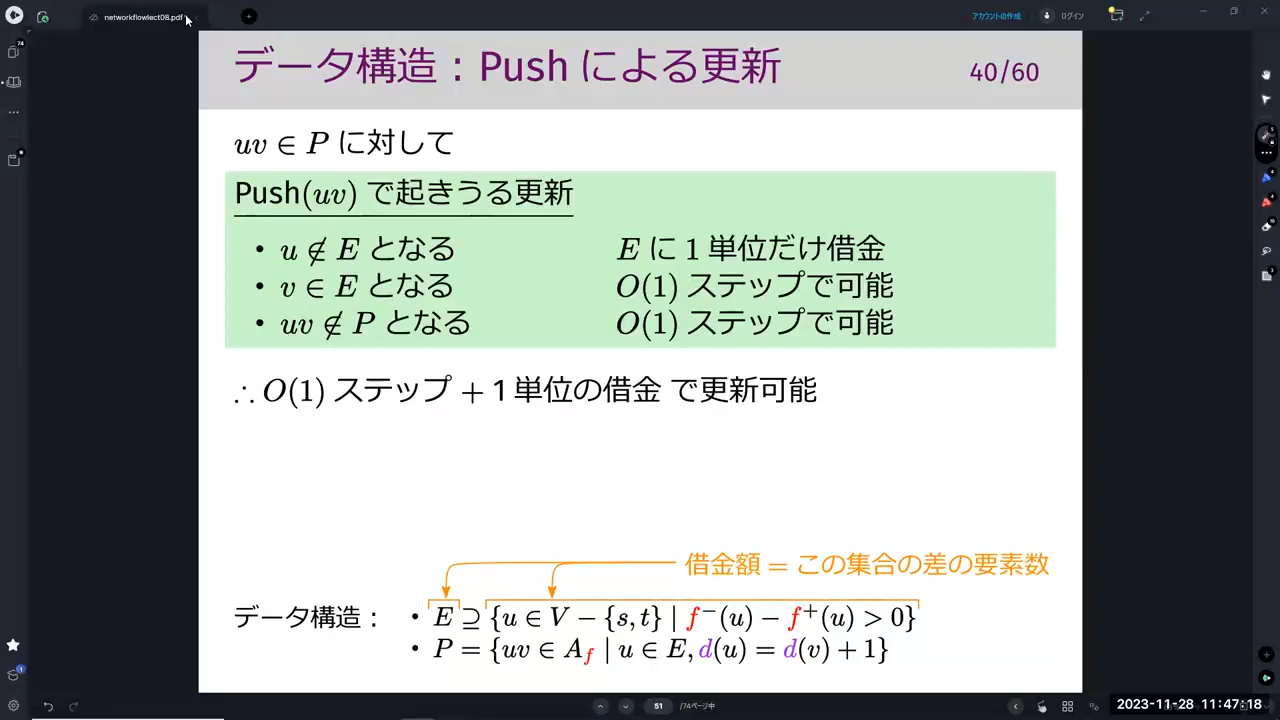 networkflowlect08.pdf
アカウントの作成
ログイン
データ構造：Push による更新
40/60
uv ∈ P に対して
Push(uv) で起きうる更新
• u ∉ E となる E に 1 単位だけ借金
• v ∈ E となる O(1) ステップで可能
• uv ∉ P となる O(1) ステップで可能
∴ O(1) ステップ + 1 単位の借金 で更新可能
借金額 = この集合の差の要素数
データ構造： • E ⊇ {u ∈ V − {s, t} | f⁻(u) − f⁺(u) > 0}
• P = {uv ∈ A_f | u ∈ E, d(u) = d(v) + 1}
51
/74ページ中
2023-11-28 11:47:18